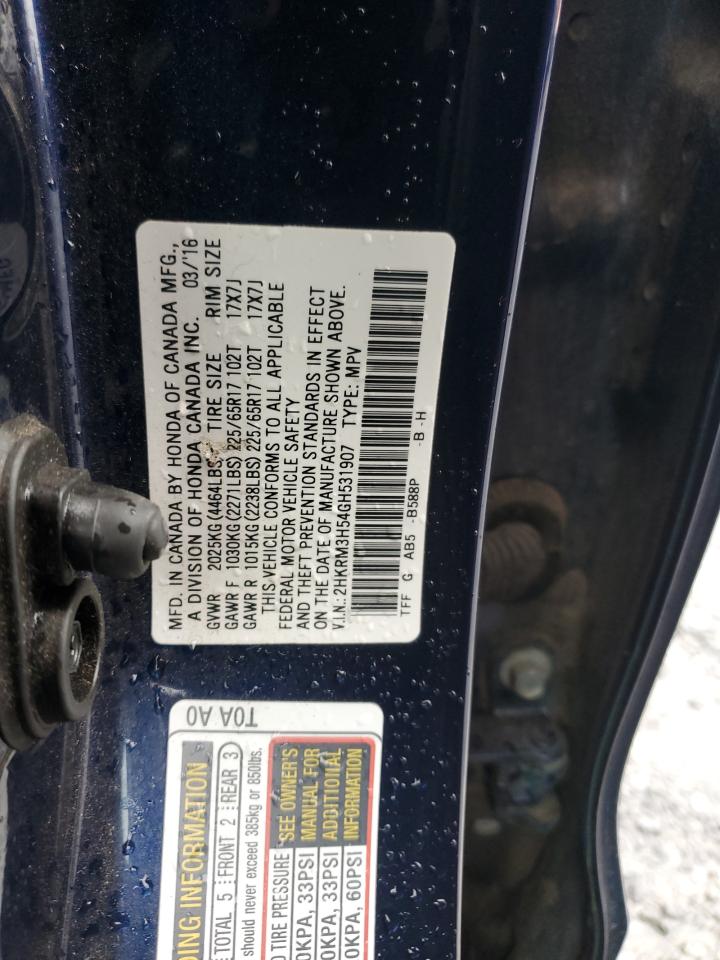 MFD. IN CANADA BY HONDA OF CANADA MFG.,
A DIVISION OF HONDA CANADA INC. 03/'16
GVWR 2025KG(4464LBS) TIRE SIZE RIM SIZE
GAWR F 1030KG(2271LBS) 225/65R17 102T 17X7J
GAWR R 1015KG(2238LBS) 225/65R17 102T 17X7J
THIS VEHICLE CONFORMS TO ALL APPLICABLE
FEDERAL MOTOR VEHICLE SAFETY
AND THEFT PREVENTION STANDARDS IN EFFECT
ON THE DATE OF MANUFACTURE SHOWN ABOVE.
V.I.N.: 2HKRM3H54GH531907 TYPE: MPV
TFF G AB5 -B588P -B -H
T0A A0
DING INFORMATION
TOTAL 5 FRONT 2 REAR 3
should never exceed 385kg or 850lbs.
TIRE PRESSURE
0KPA, 33PSI
0KPA, 33PSI
0KPA, 60PSI
SEE OWNER'S
MANUAL FOR
ADDITIONAL
INFORMATION